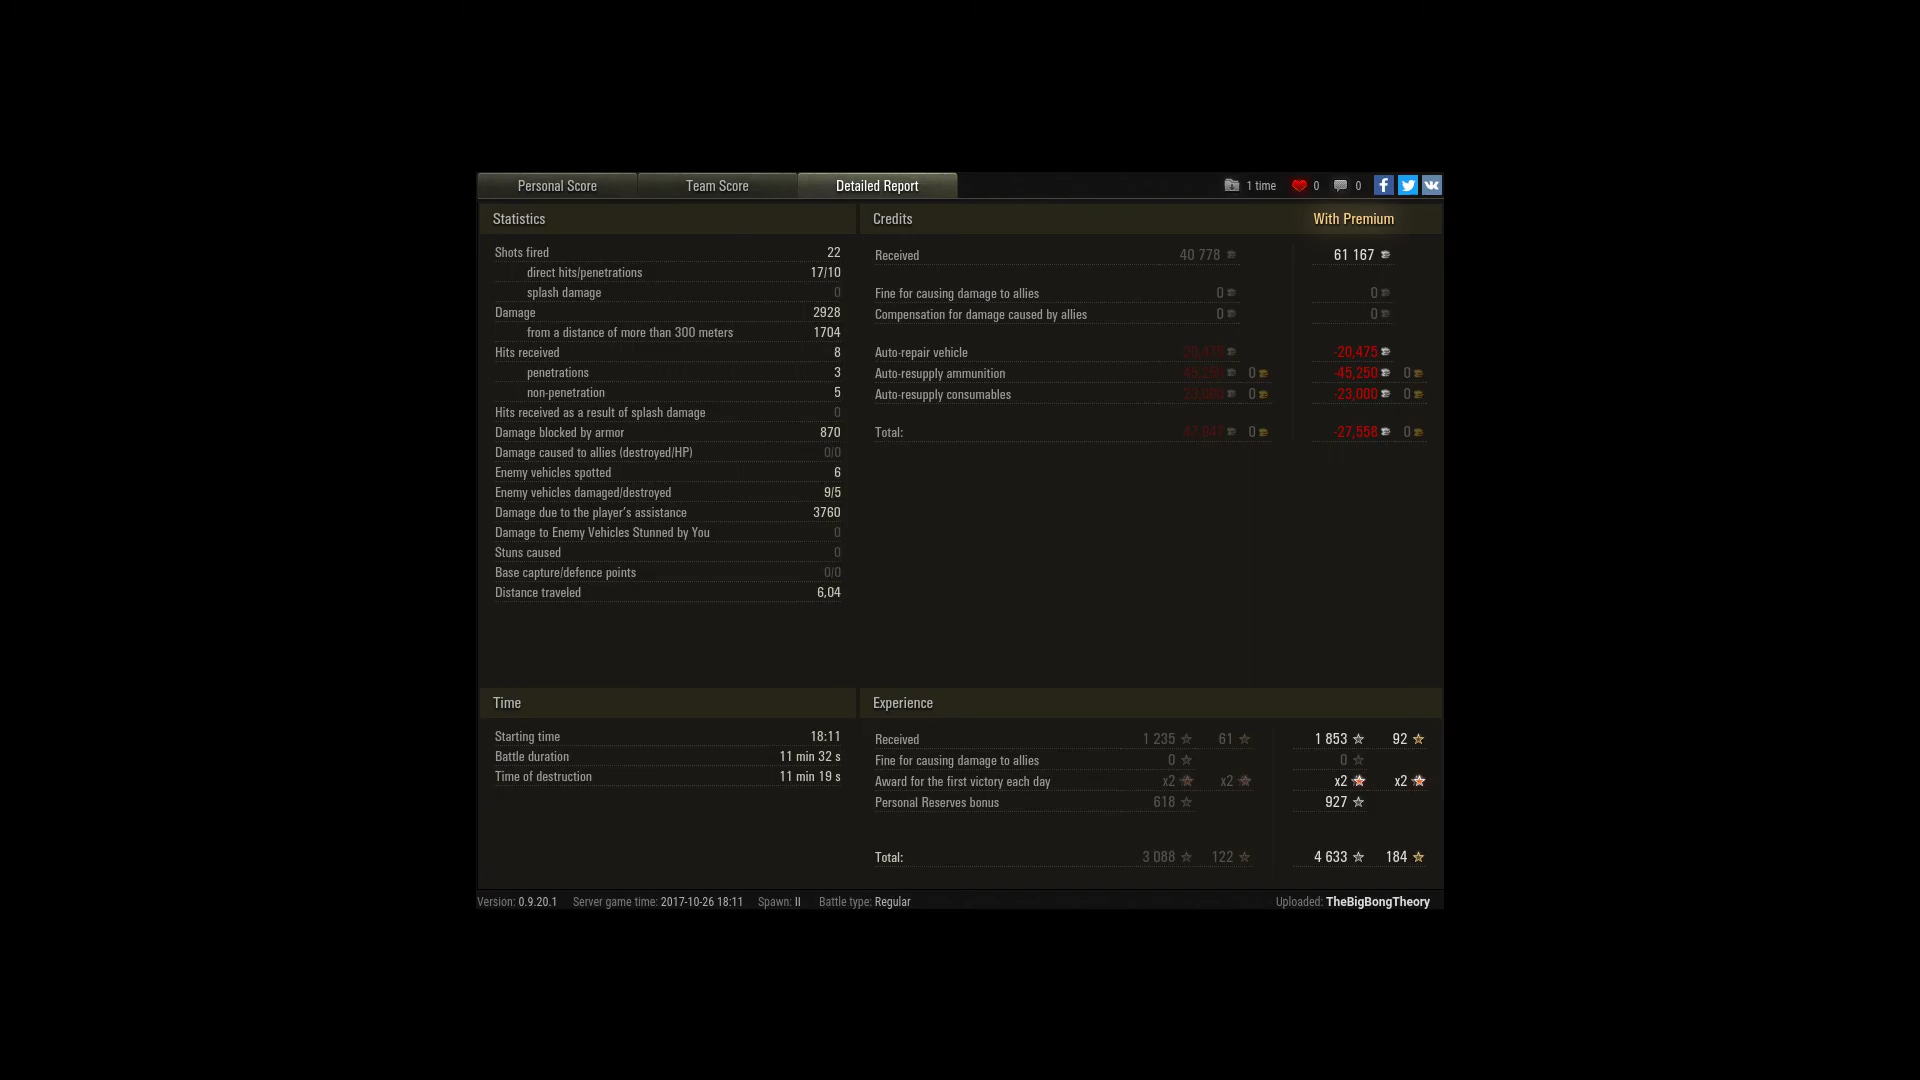 Personal Score Team Score Detailed Report 1 time 0 0
Statistics
Shots fired 22
direct hits/penetrations 17/10
splash damage 0
Damage 2928
from a distance of more than 300 meters 1704
Hits received 8
penetrations 3
non-penetration 5
Hits received as a result of splash damage 0
Damage blocked by armor 870
Damage caused to allies (destroyed/HP) 0/0
Enemy vehicles spotted 6
Enemy vehicles damaged/destroyed 9/5
Damage due to the player's assistance 3760
Damage to Enemy Vehicles Stunned by You 0
Stuns caused 0
Base capture/defence points 0/0
Distance traveled 6,04
Credits With Premium
Received 40 778 61 167
Fine for causing damage to allies 0 0
Compensation for damage caused by allies 0 0
Auto-repair vehicle -20,475
Auto-resupply ammunition 0 -45,250 0
Auto-resupply consumables 0 -23,000 0
Total: 0 -27,558 0
Time
Starting time 18:11
Battle duration 11 min 32 s
Time of destruction 11 min 19 s
Experience
Received 1 235 61 1 853 92
Fine for causing damage to allies 0 0
Award for the first victory each day x2 x2 x2 x2
Personal Reserves bonus 618 927
Total: 3 088 122 4 633 184
Version: 0.9.20.1 Server game time: 2017-10-26 18:11 Spawn: II Battle type: Regular Uploaded: TheBigBongTheory